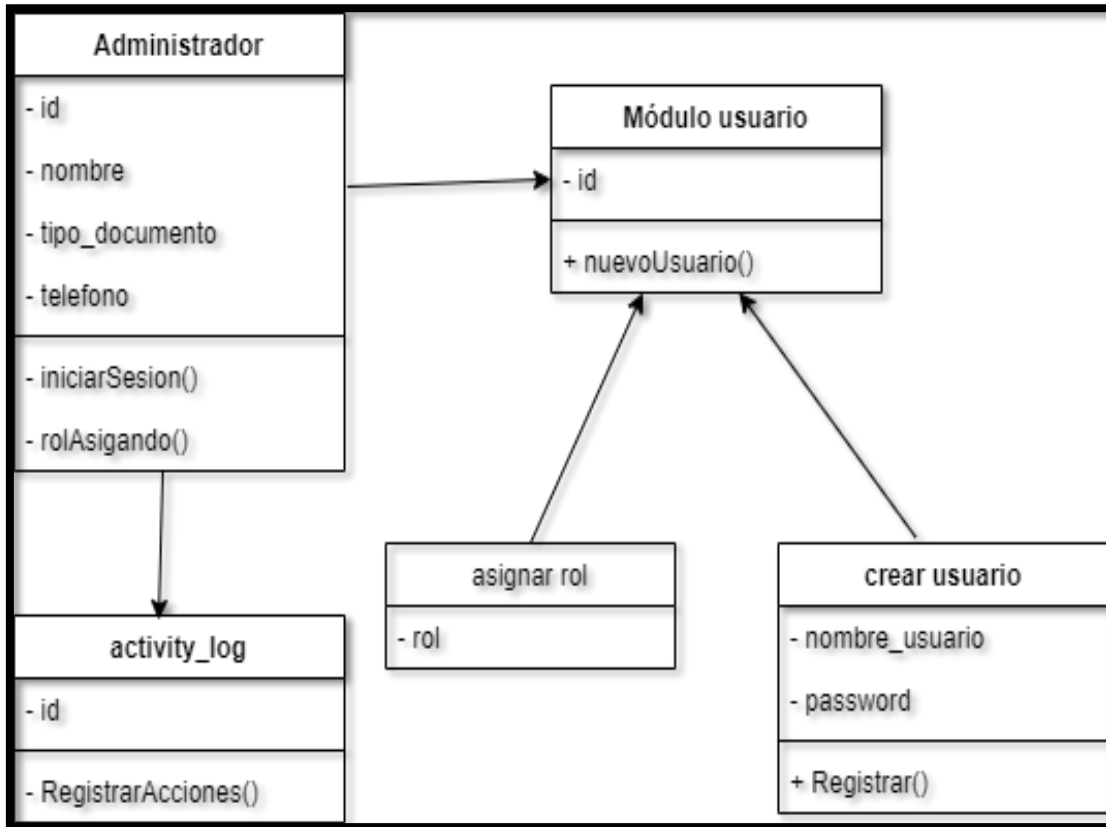 Administrador
- id
- nombre
- tipo_documento
- telefono
- iniciarSesion()
- rolAsigando()
Módulo usuario
- id
+ nuevoUsuario()
asignar rol
- rol
crear usuario
- nombre_usuario
- password
+ Registrar()
activity_log
- id
- RegistrarAcciones()